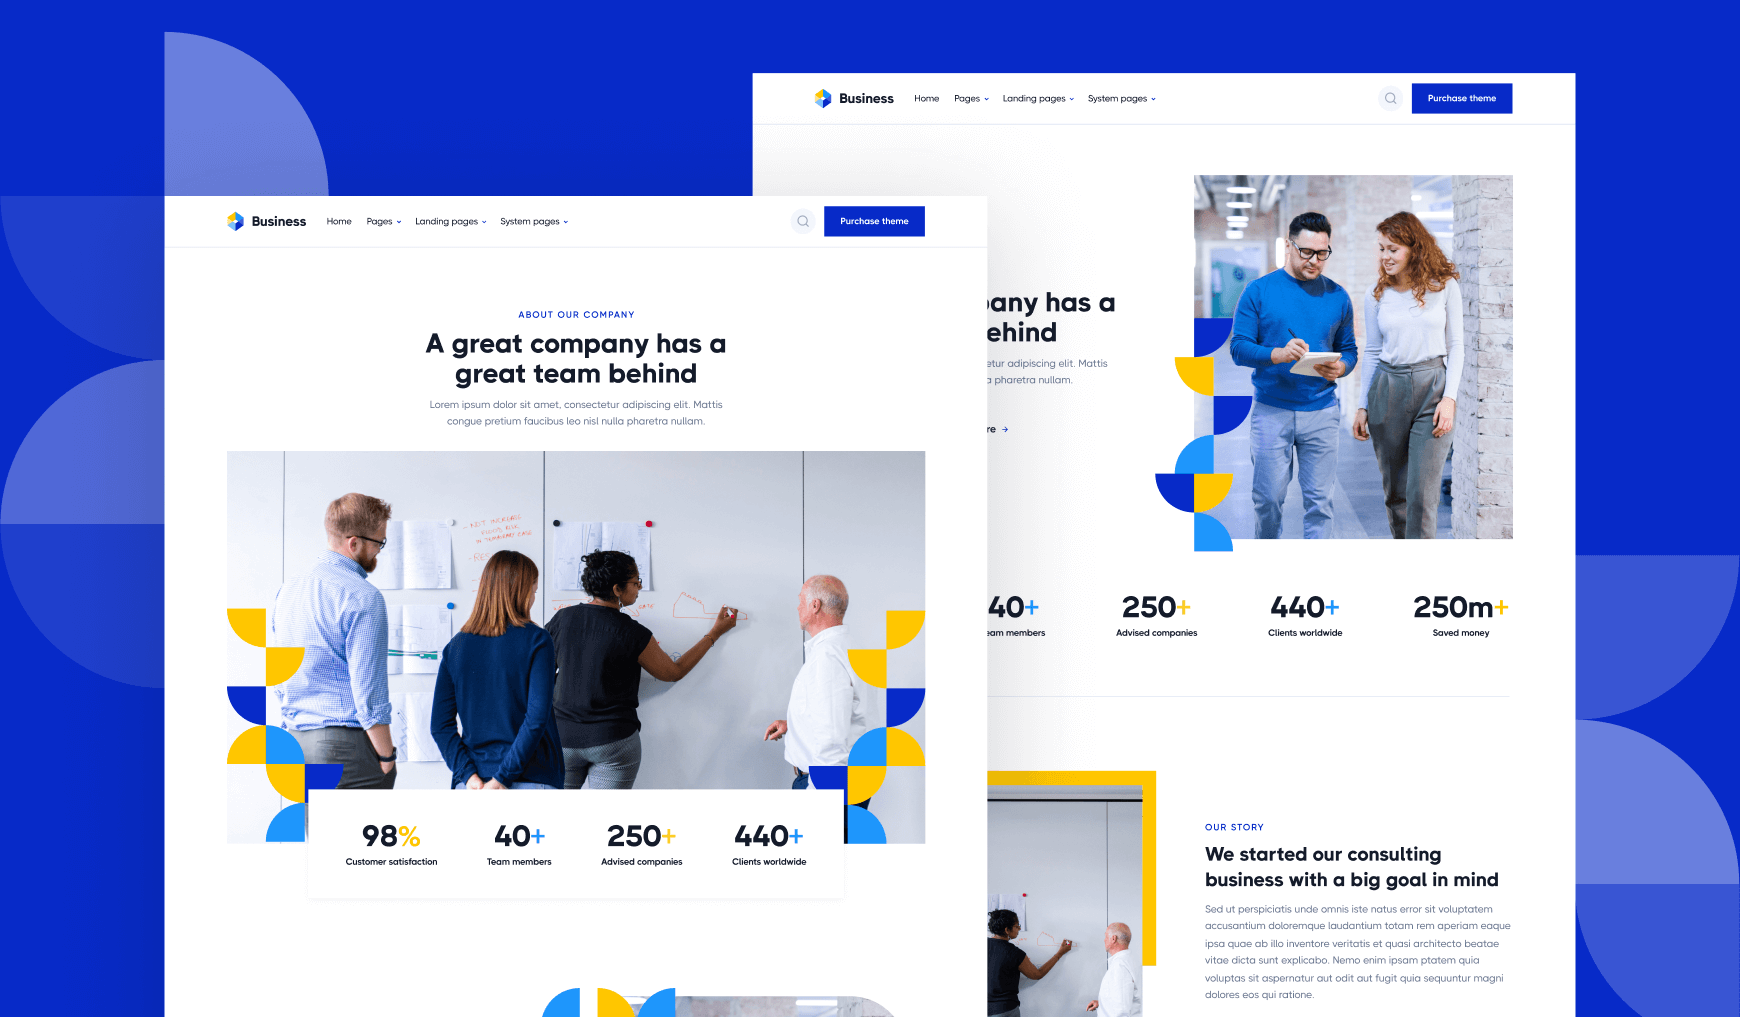 Business Home Pages Landing pages System pages Purchase theme
ABOUT OUR COMPANY
A great company has a
great team behind
Lorem ipsum dolor sit amet, consectetur adipiscing elit. Mattis
congue pretium faucibus leo nisl nulla pharetra nullam.
- NOT INCREASE
98% 40+ 250+ 440+
Customer satisfaction Team members Advised companies Clients worldwide
Business Home Pages Landing pages System pages Purchase theme
pany has a
ehind
etur adipiscing elit. Mattis
a pharetra nullam.
re →
40+ 250+ 440+ 250m+
eam members Advised companies Clients worldwide Saved money
OUR STORY
We started our consulting
business with a big goal in mind
Sed ut perspiciatis unde omnis iste natus error sit voluptatem
accusantium doloremque laudantium totam rem aperiam eaque
ipsa quae ab illo inventore veritatis et quasi architecto beatae
vitae dicta sunt explicabo. Nemo enim ipsam ptatem quia
voluptas sit aspernatur aut odit aut fugit quia sequuntur magni
dolores eos qui ratione.